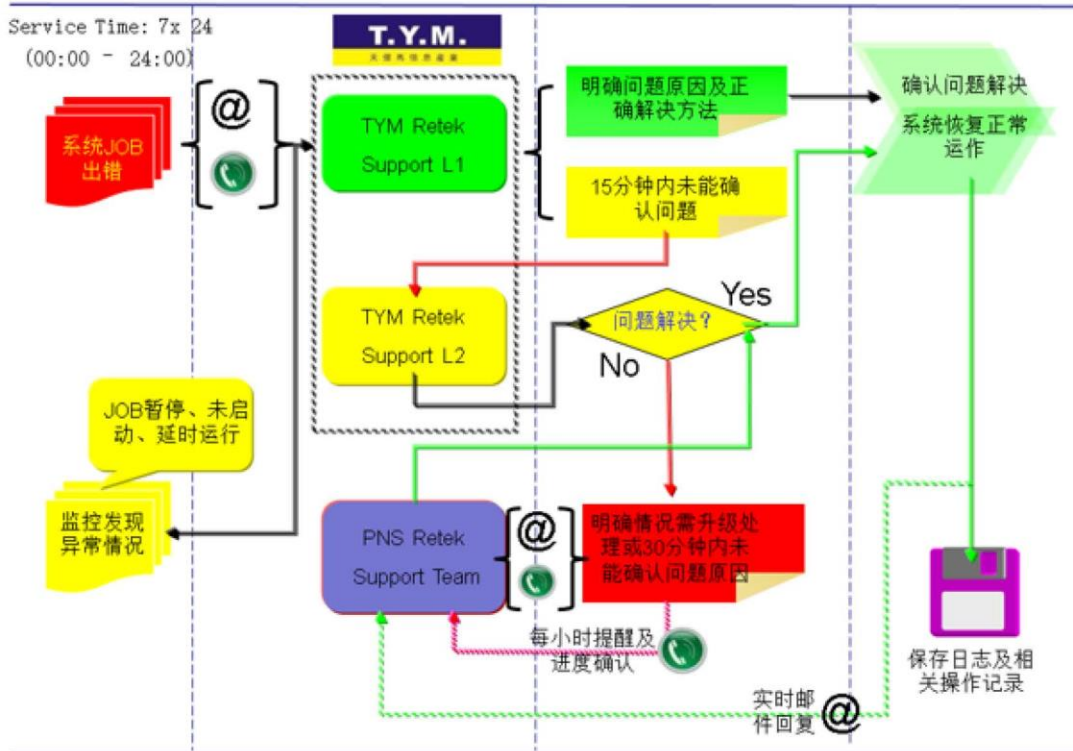 Service Time: 7x 24
(00:00 - 24:00)
T.Y.M.
系统JOB
出错
@
TYM Retek
Support L1
明确问题原因及正
确解决方法
确认问题解决
系统恢复正常
运作
15分钟内未能确
认问题
TYM Retek
Support L2
问题解决？
Yes
No
JOB暂停、未启
动、延时运行
监控发现
异常情况
PNS Retek
Support Team
@
明确情况需升级处
理或30分钟内未
能确认问题原因
每小时提醒及
进度确认
保存日志及相
关操作记录
实时邮
件回复
@